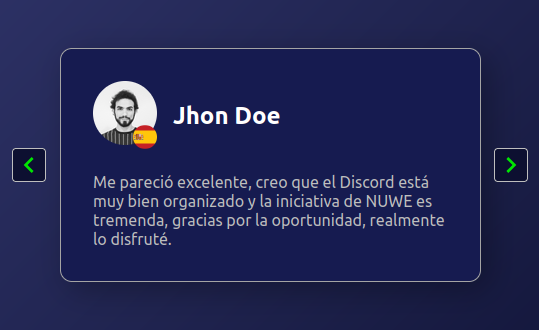 Jhon Doe
Me pareció excelente, creo que el Discord está
muy bien organizado y la iniciativa de NUWE es
tremenda, gracias por la oportunidad, realmente
lo disfruté.